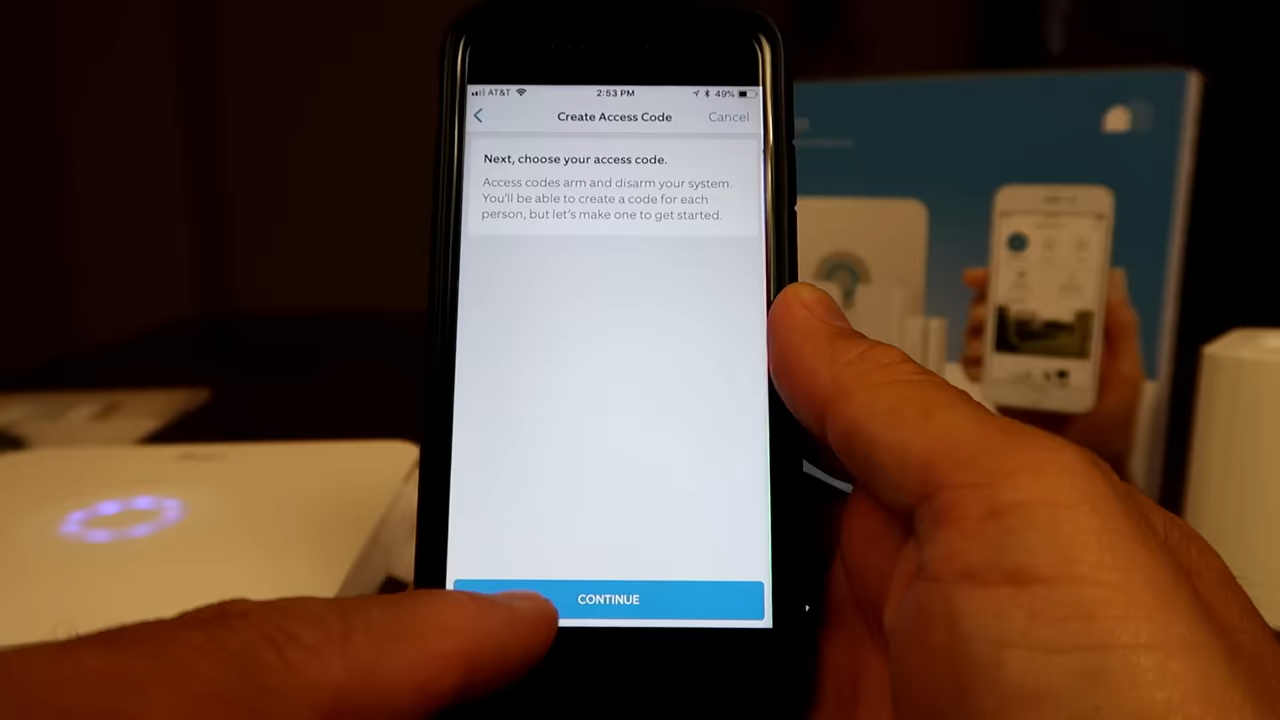 AT&T 2:53 PM 49%
Create Access Code Cancel
Next, choose your access code.
Access codes arm and disarm your system.
You'll be able to create a code for each
person, but let's make one to get started.
CONTINUE